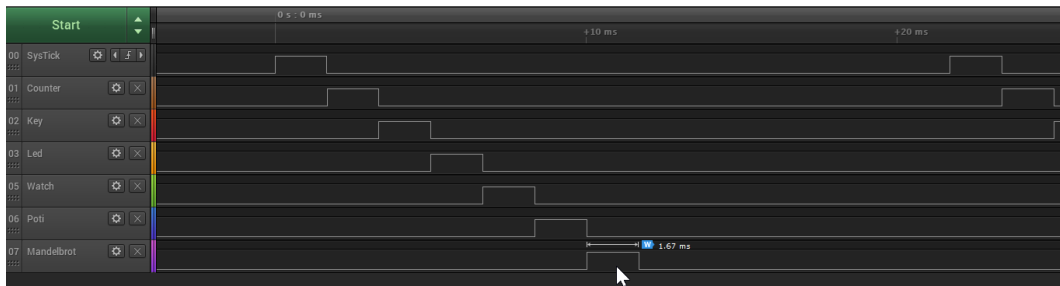 Start
0 s : 0 ms
+10 ms
+20 ms
00 SysTick
01 Counter
02 Key
03 Led
05 Watch
06 Poti
W 1.67 ms
07 Mandelbrot